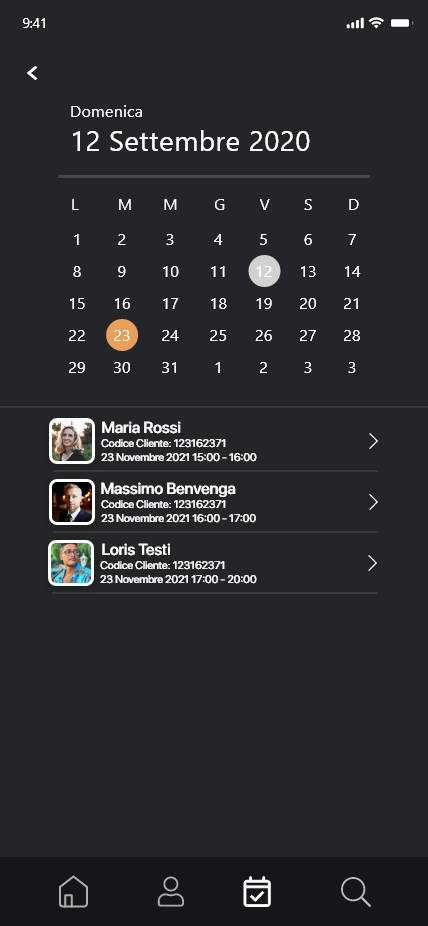 9:41
Domenica
12 Settembre 2020
L M M G V S D
1 2 3 4 5 6 7
8 9 10 11 12 13 14
15 16 17 18 19 20 21
22 23 24 25 26 27 28
29 30 31 1 2 3 3
Maria Rossi
Codice Cliente: 123162371
23 Novembre 2021 15:00 - 16:00
Massimo Benvenga
Codice Cliente: 123162371
23 Novembre 2021 16:00 - 17:00
Loris Testi
Codice Cliente: 123162371
23 Novembre 2021 17:00 - 20:00